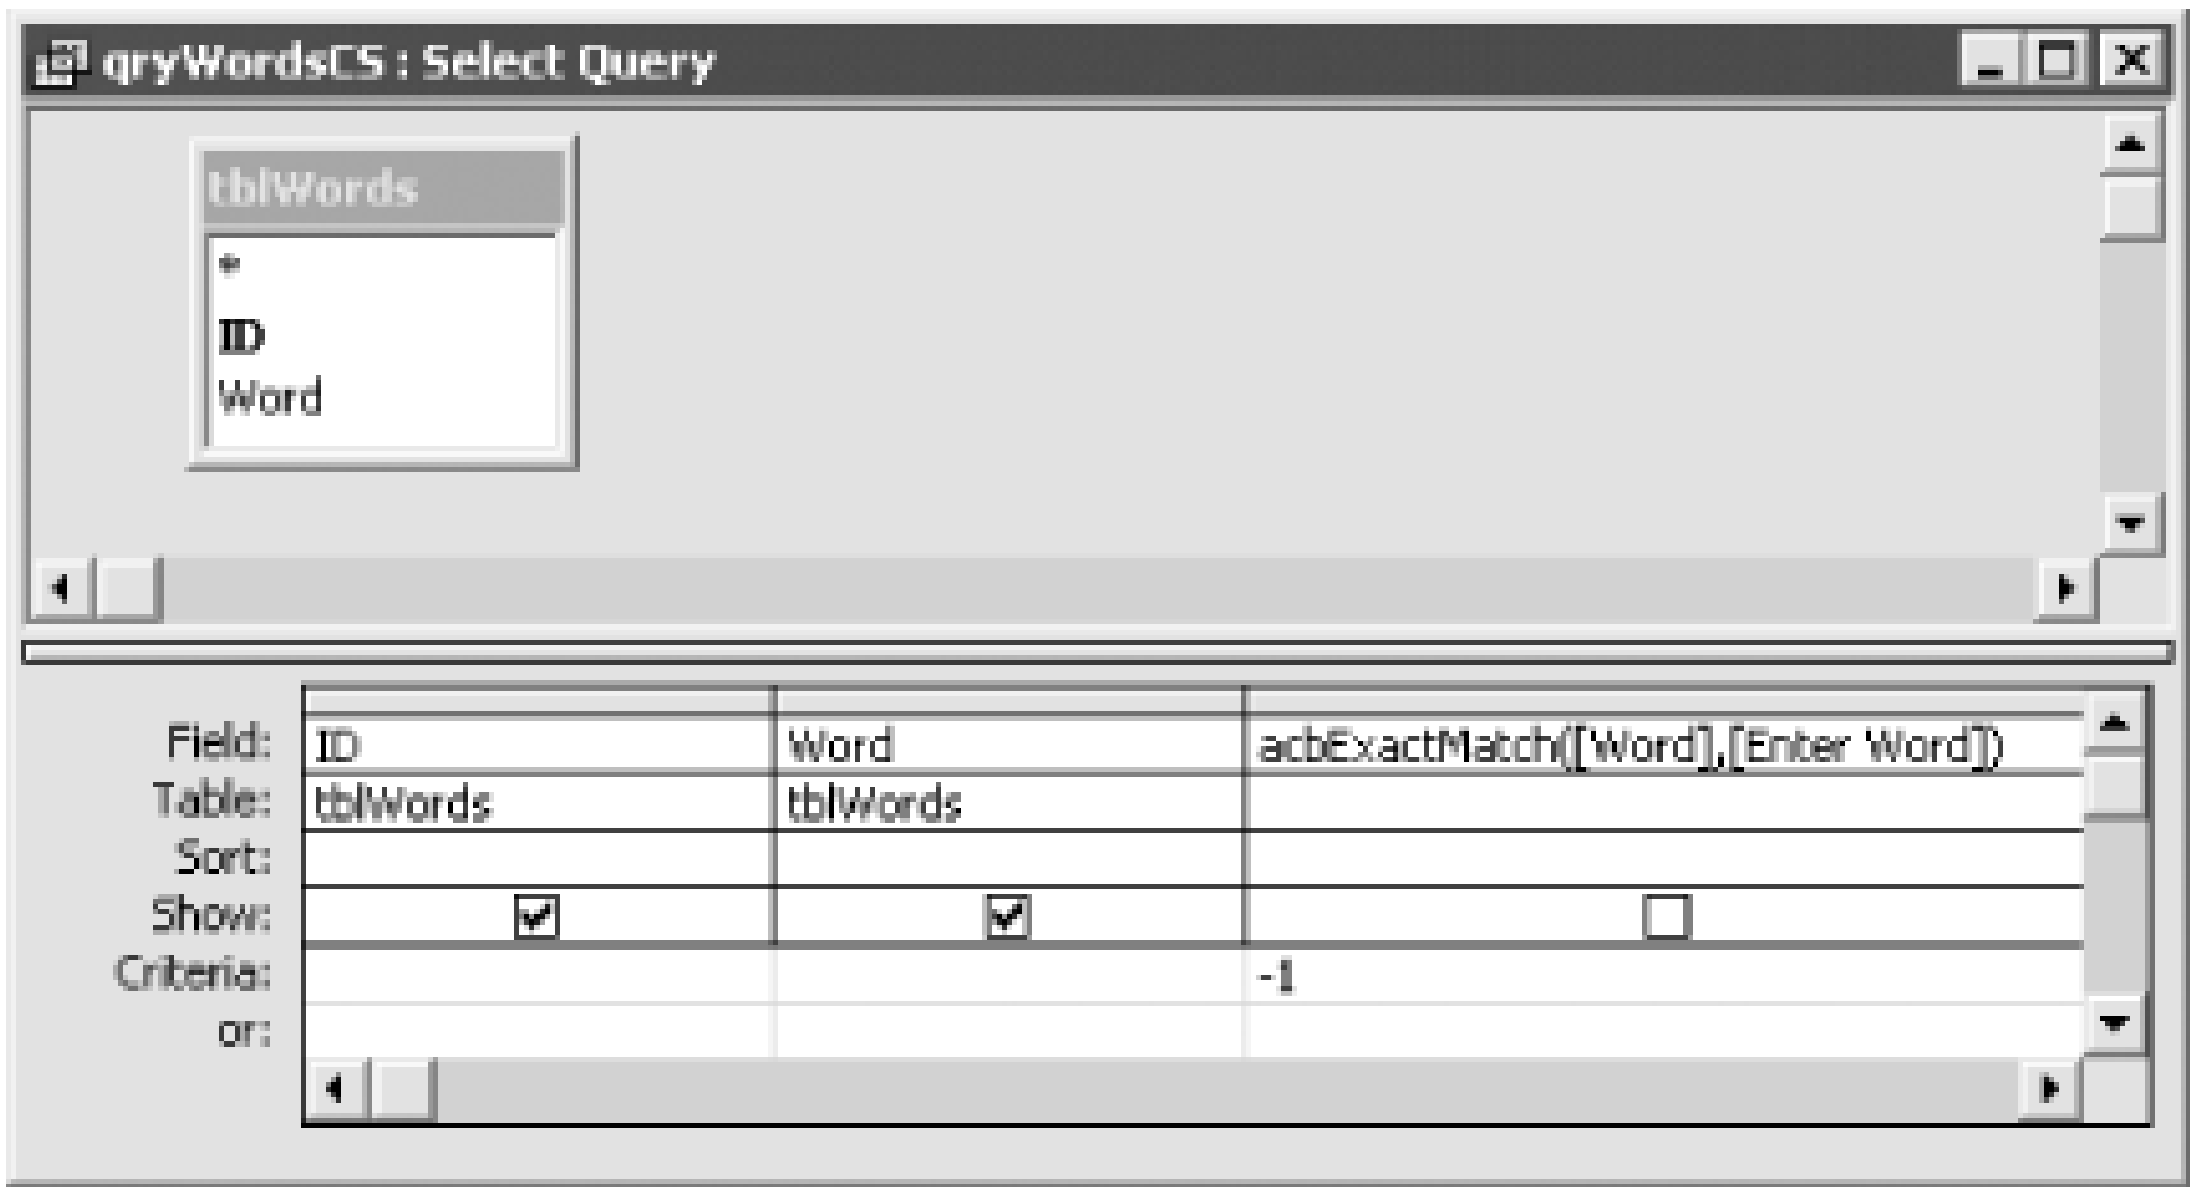 qryWordsCS : Select Query
tblWords
*
ID
Word
Field: ID Word acbExactMatch([Word],[Enter Word])
Table: tblWords tblWords
Sort:
Show:
Criteria: -1
or: